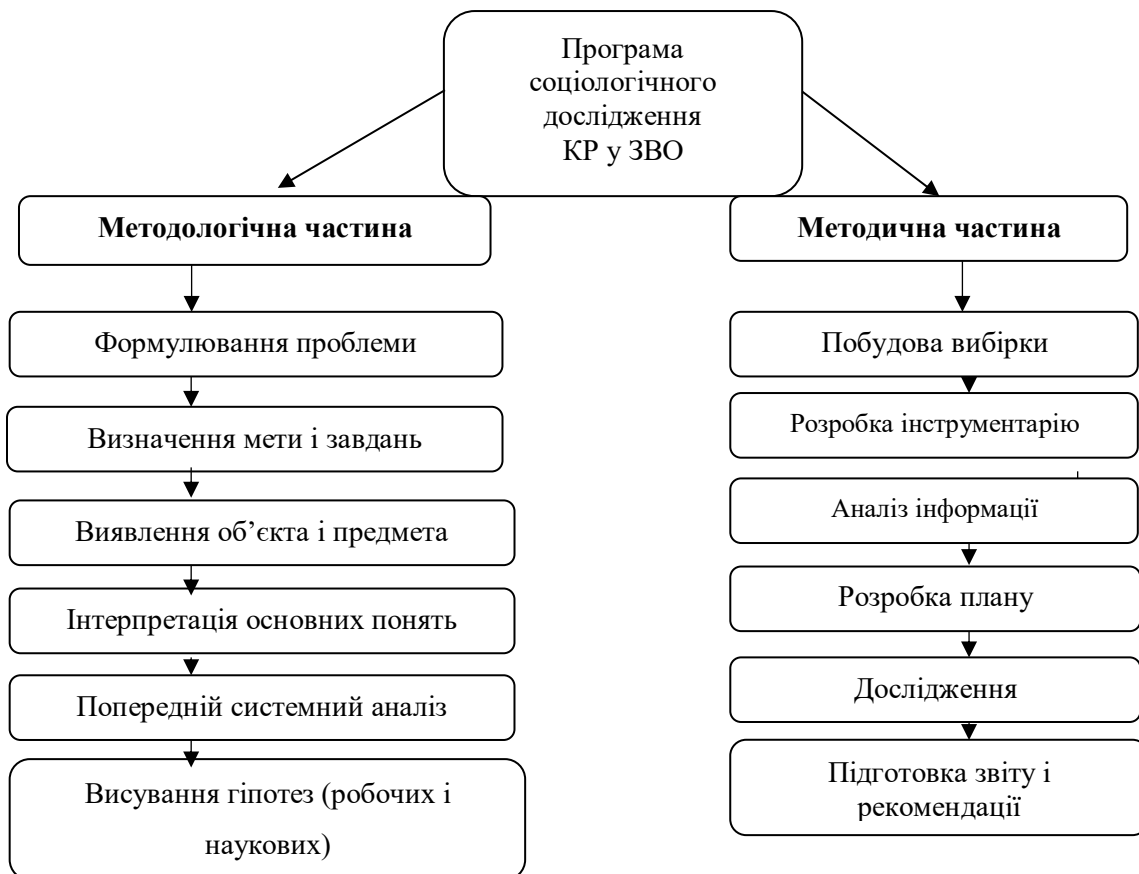 Програма
соціологічного
дослідження
КР у ЗВО
Методологічна частина
Формулювання проблеми
Визначення мети і завдань
Виявлення об’єкта і предмета
Інтерпретація основних понять
Попередній системний аналіз
Висування гіпотез (робочих і
наукових)
Методична частина
Побудова вибірки
Розробка інструментарію
Аналіз інформації
Розробка плану
Дослідження
Підготовка звіту і
рекомендації